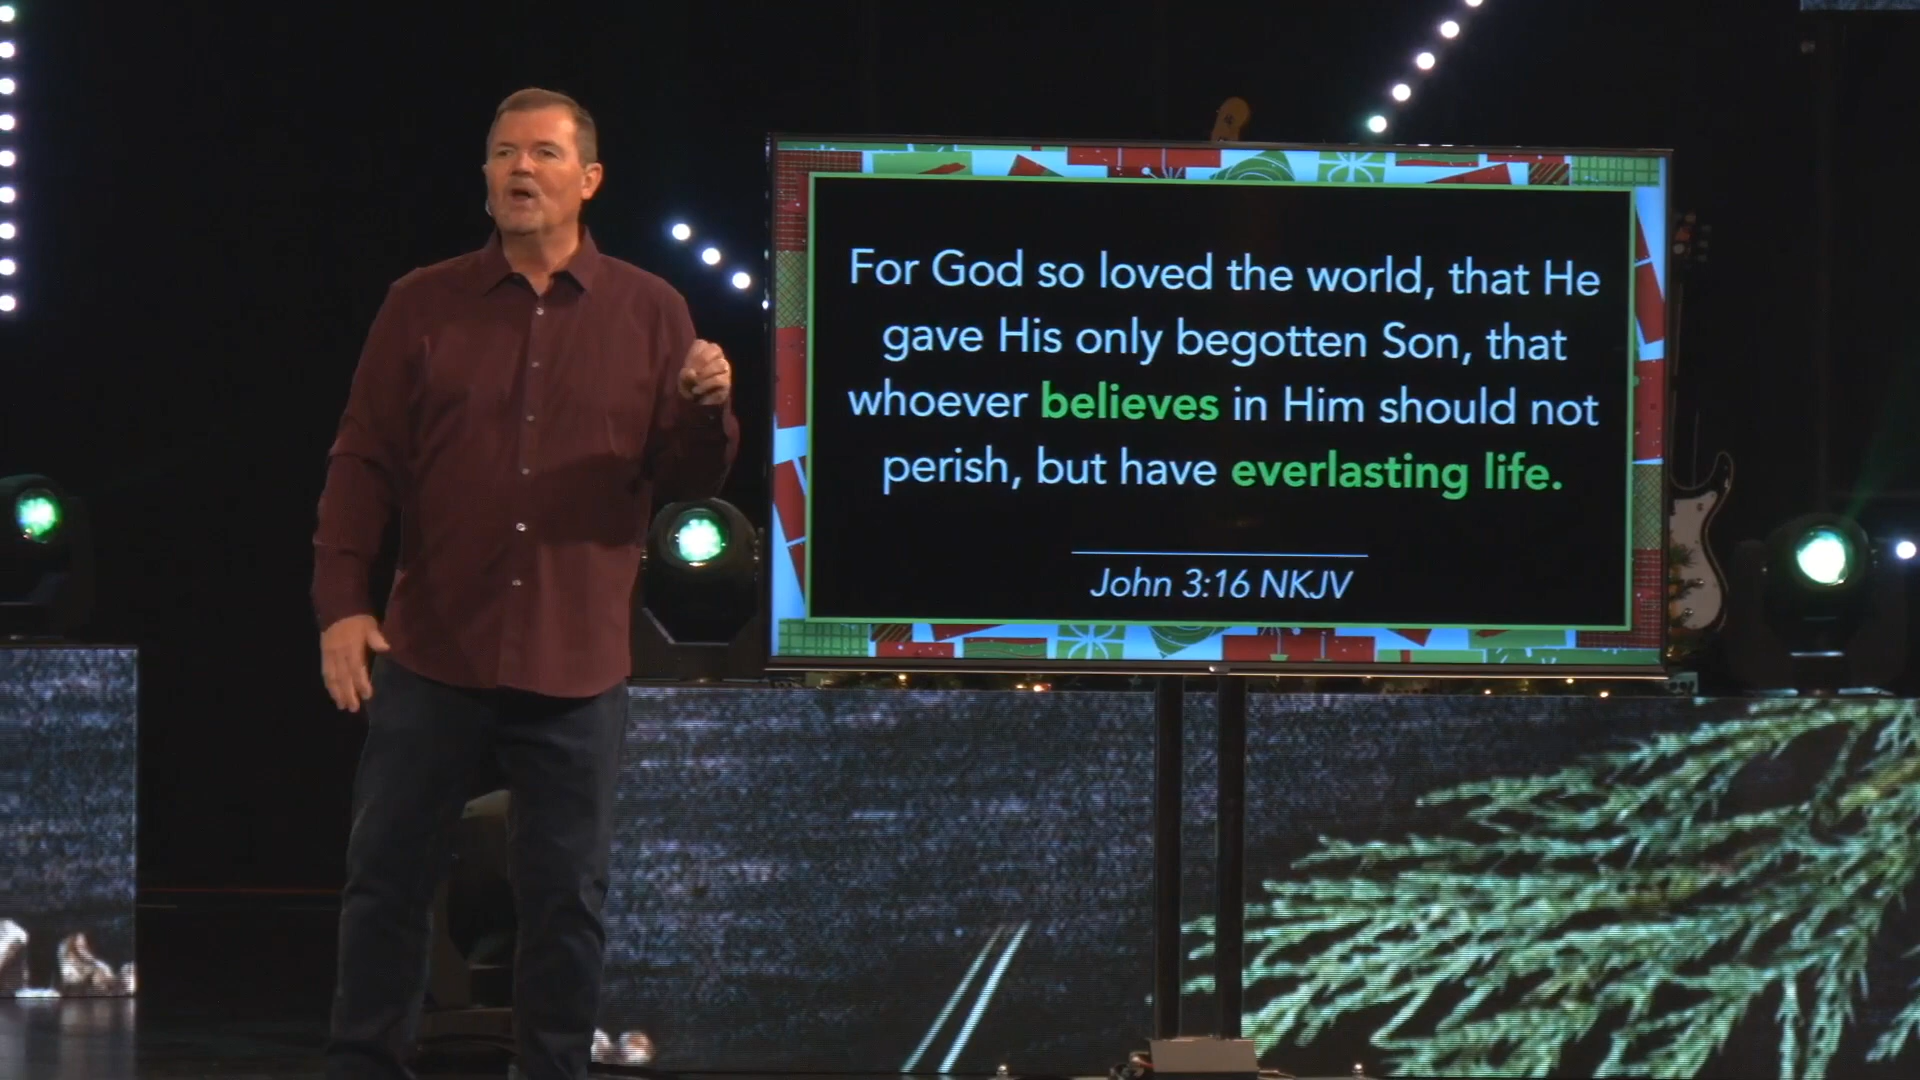 For God so loved the world, that He
gave His only begotten Son, that
whoever believes in Him should not
perish, but have everlasting life.
John 3:16 NKJV